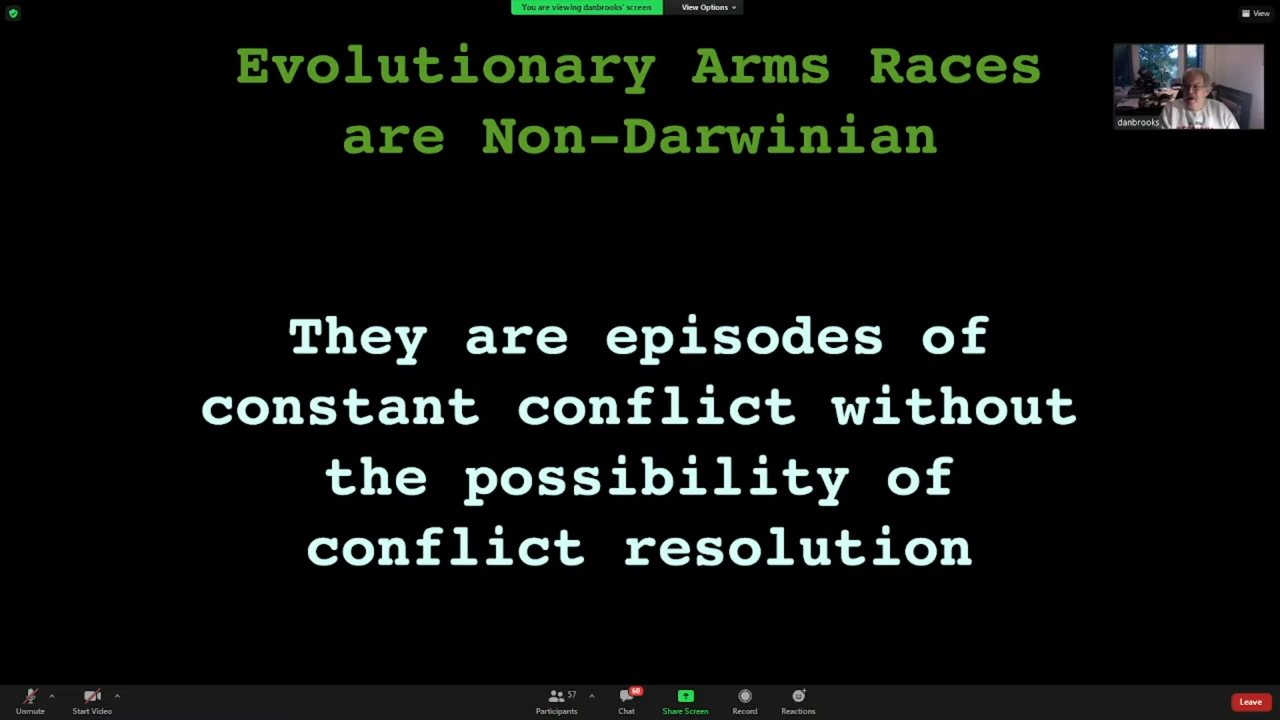 You are viewing danbrooks' screen
View Options
View
Evolutionary Arms Races
are Non-Darwinian
danbrooks
They are episodes of
constant conflict without
the possibility of
conflict resolution
Unmute
Start Video
57
Participants
68
Chat
Share Screen
Record
Reactions
Leave